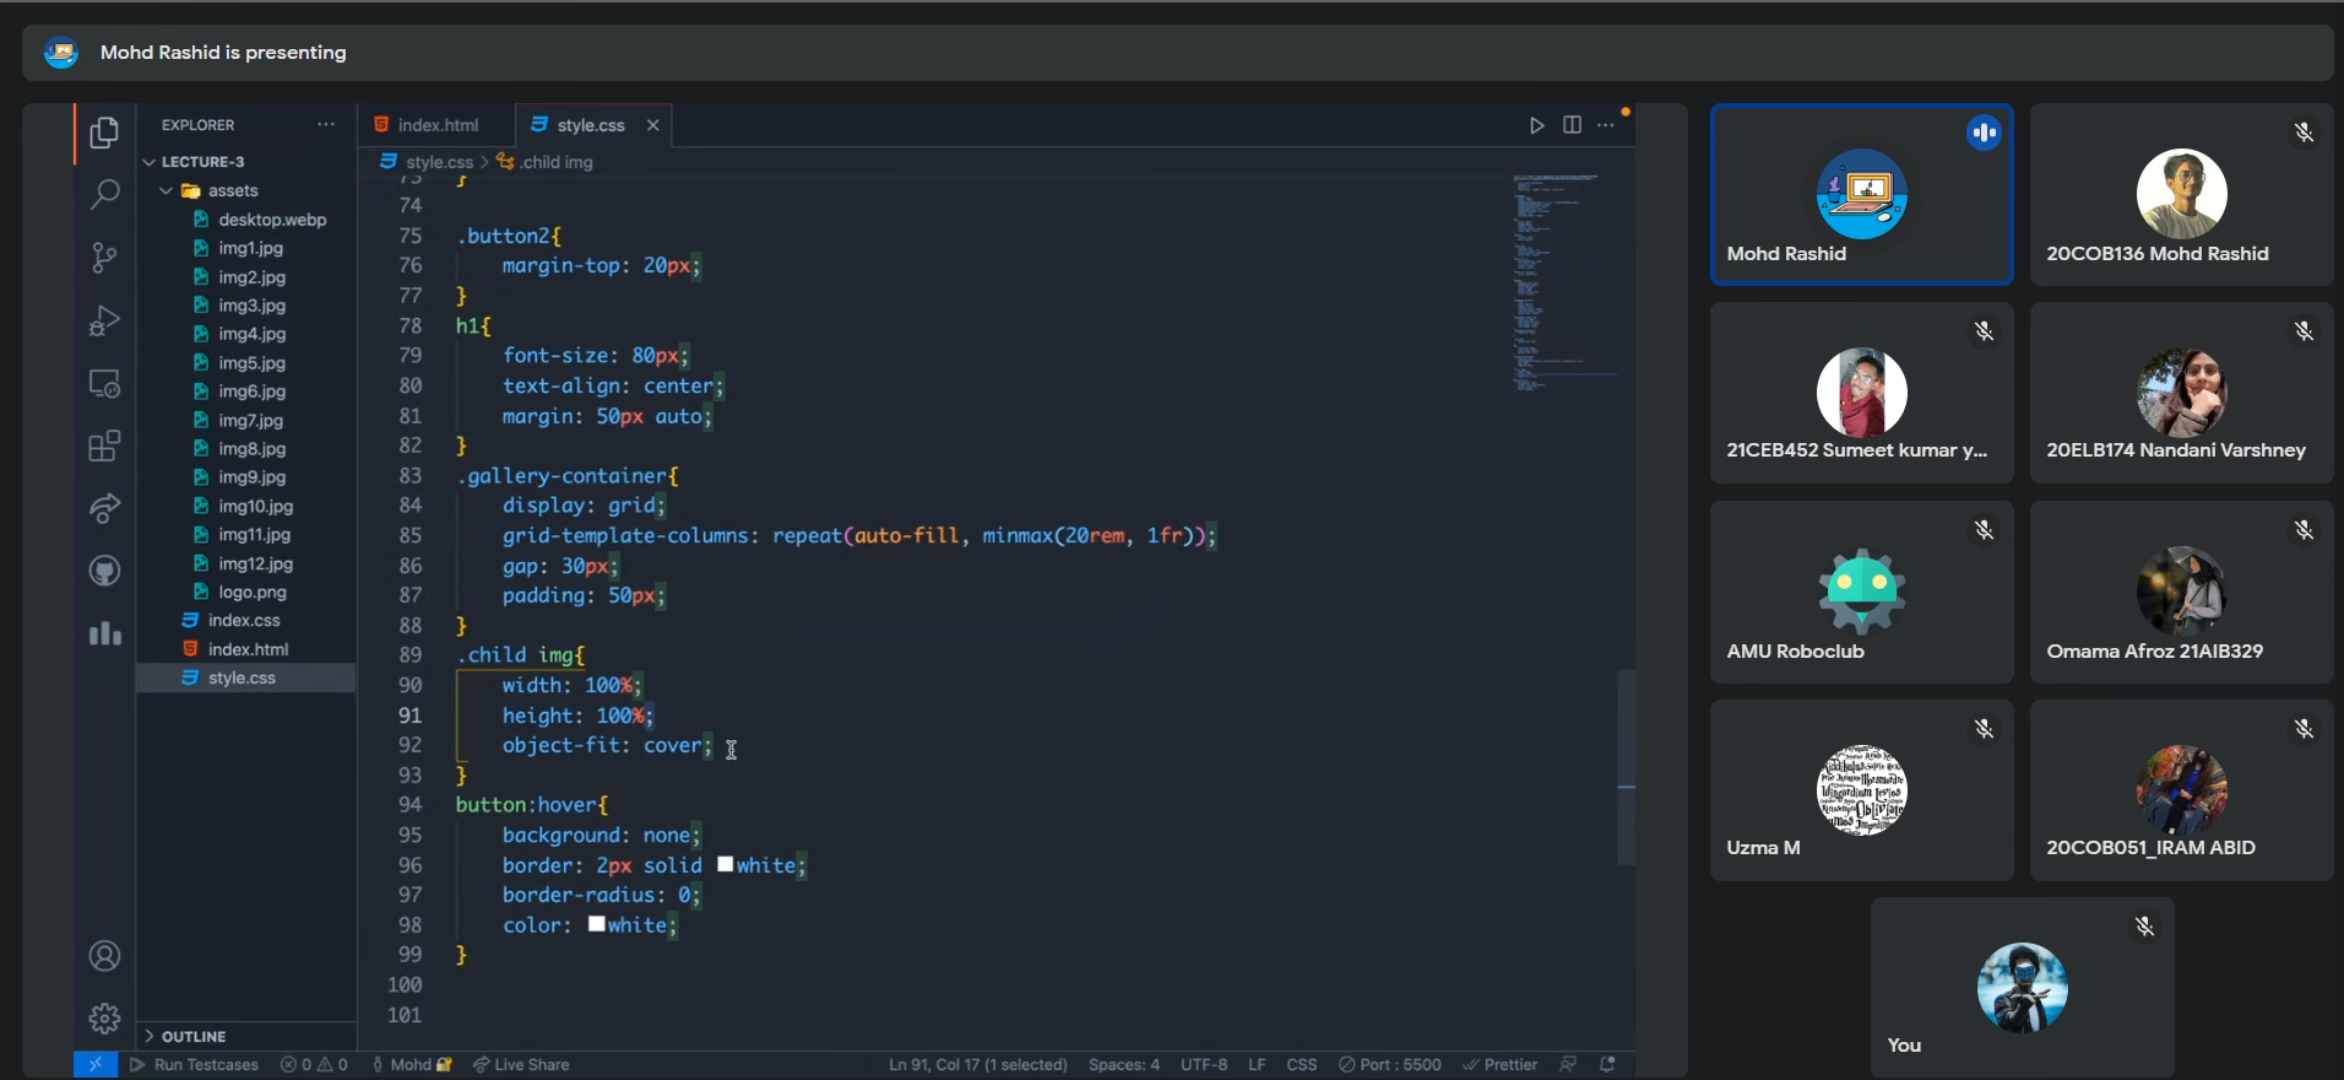 Mohd Rashid is presenting
EXPLORER
index.html
style.css
LECTURE-3
style.css > .child img
assets
desktop.webp
img1.jpg
img2.jpg
img3.jpg
img4.jpg
img5.jpg
img6.jpg
img7.jpg
img8.jpg
img9.jpg
img10.jpg
img11.jpg
img12.jpg
logo.png
index.css
index.html
style.css
OUTLINE
73 }
74
75 .button2{
76 margin-top: 20px;
77 }
78 h1{
79 font-size: 80px;
80 text-align: center;
81 margin: 50px auto;
82 }
83 .gallery-container{
84 display: grid;
85 grid-template-columns: repeat(auto-fill, minmax(20rem, 1fr));
86 gap: 30px;
87 padding: 50px;
88 }
89 .child img{
90 width: 100%;
91 height: 100%;
92 object-fit: cover;
93 }
94 button:hover{
95 background: none;
96 border: 2px solid white;
97 border-radius: 0;
98 color: white;
99 }
100
101
Run Testcases 0 0 Mohd Live Share Ln 91, Col 17 (1 selected) Spaces: 4 UTF-8 LF CSS Port : 5500 Prettier
Mohd Rashid
20COB136 Mohd Rashid
21CEB452 Sumeet kumar y...
20ELB174 Nandani Varshney
AMU Roboclub
Omama Afroz 21AIB329
Uzma M
20COB051_IRAM ABID
You